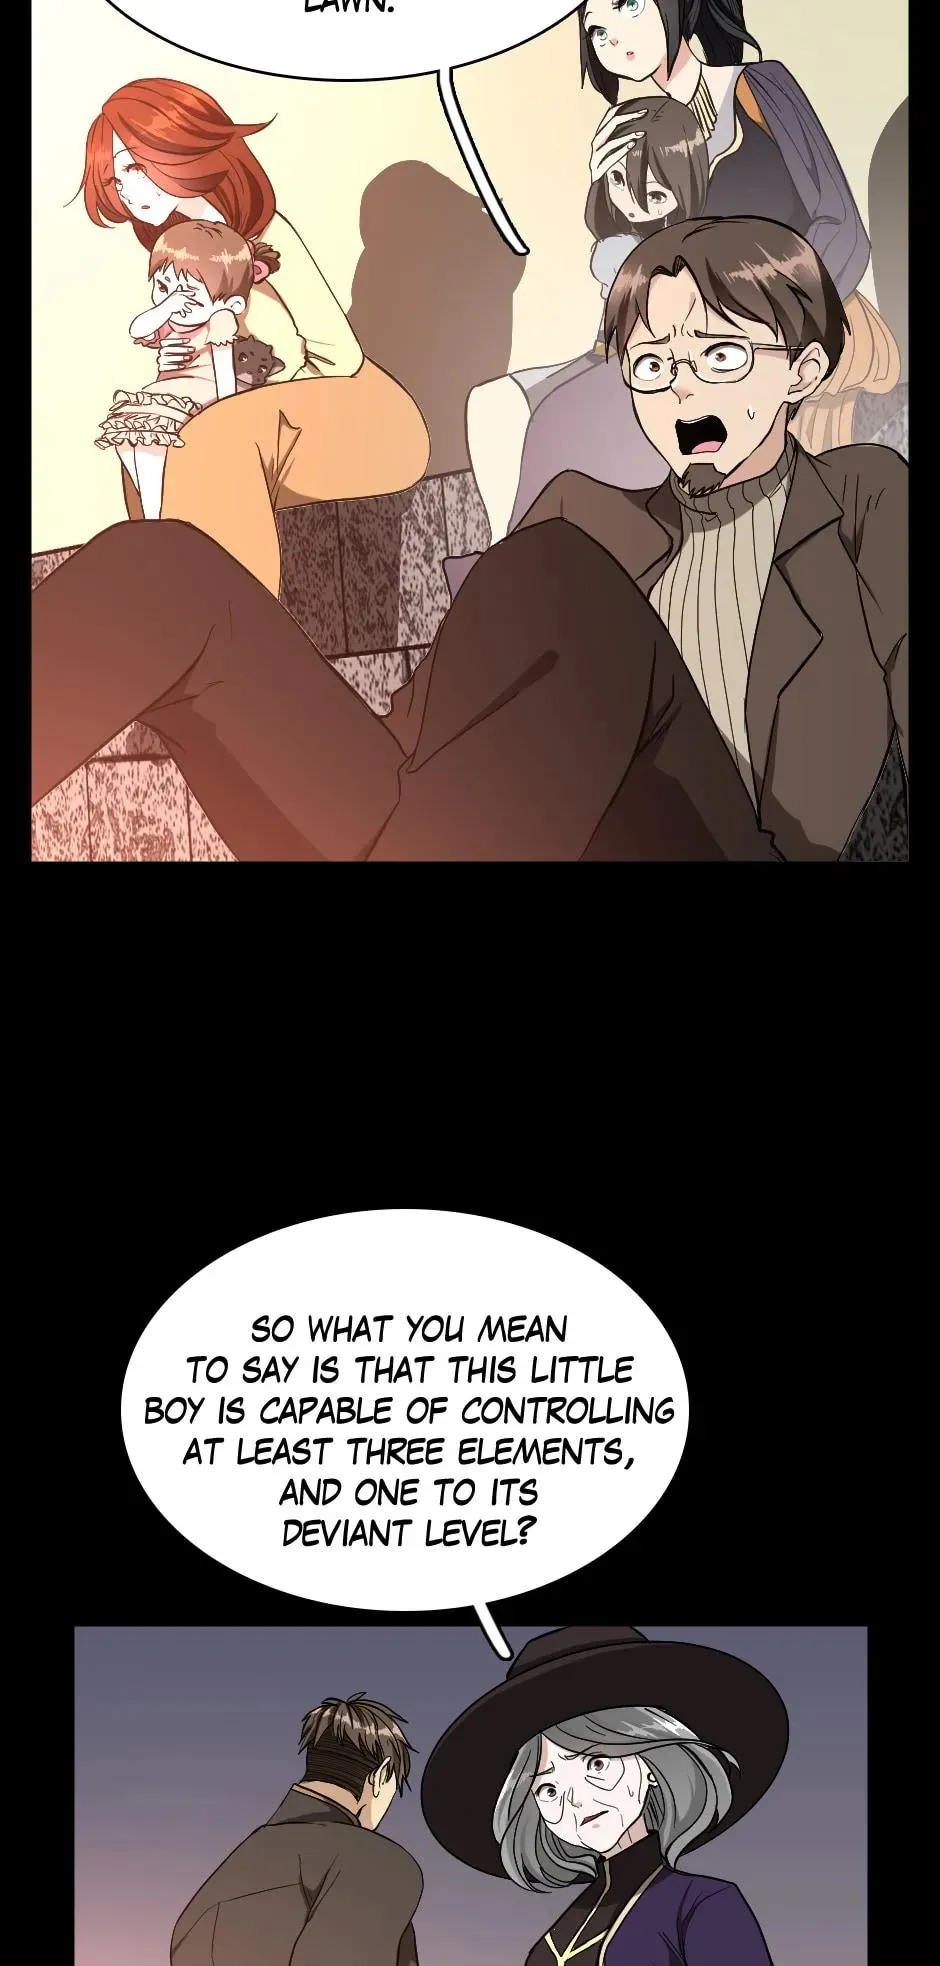 LAWN.
SO WHAT YOU MEAN
TO SAY IS THAT THIS LITTLE
BOY IS CAPABLE OF CONTROLLING
AT LEAST THREE ELEMENTS,
AND ONE TO ITS
DEVIANT LEVEL?